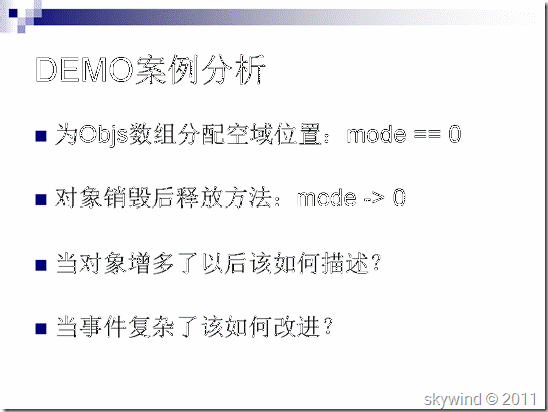 DEMO案例分析
为Objs数组分配空域位置：mode == 0
对象销毁后释放方法：mode -> 0
当对象增多了以后该如何描述？
当事件复杂了该如何改进？
skywind © 2011